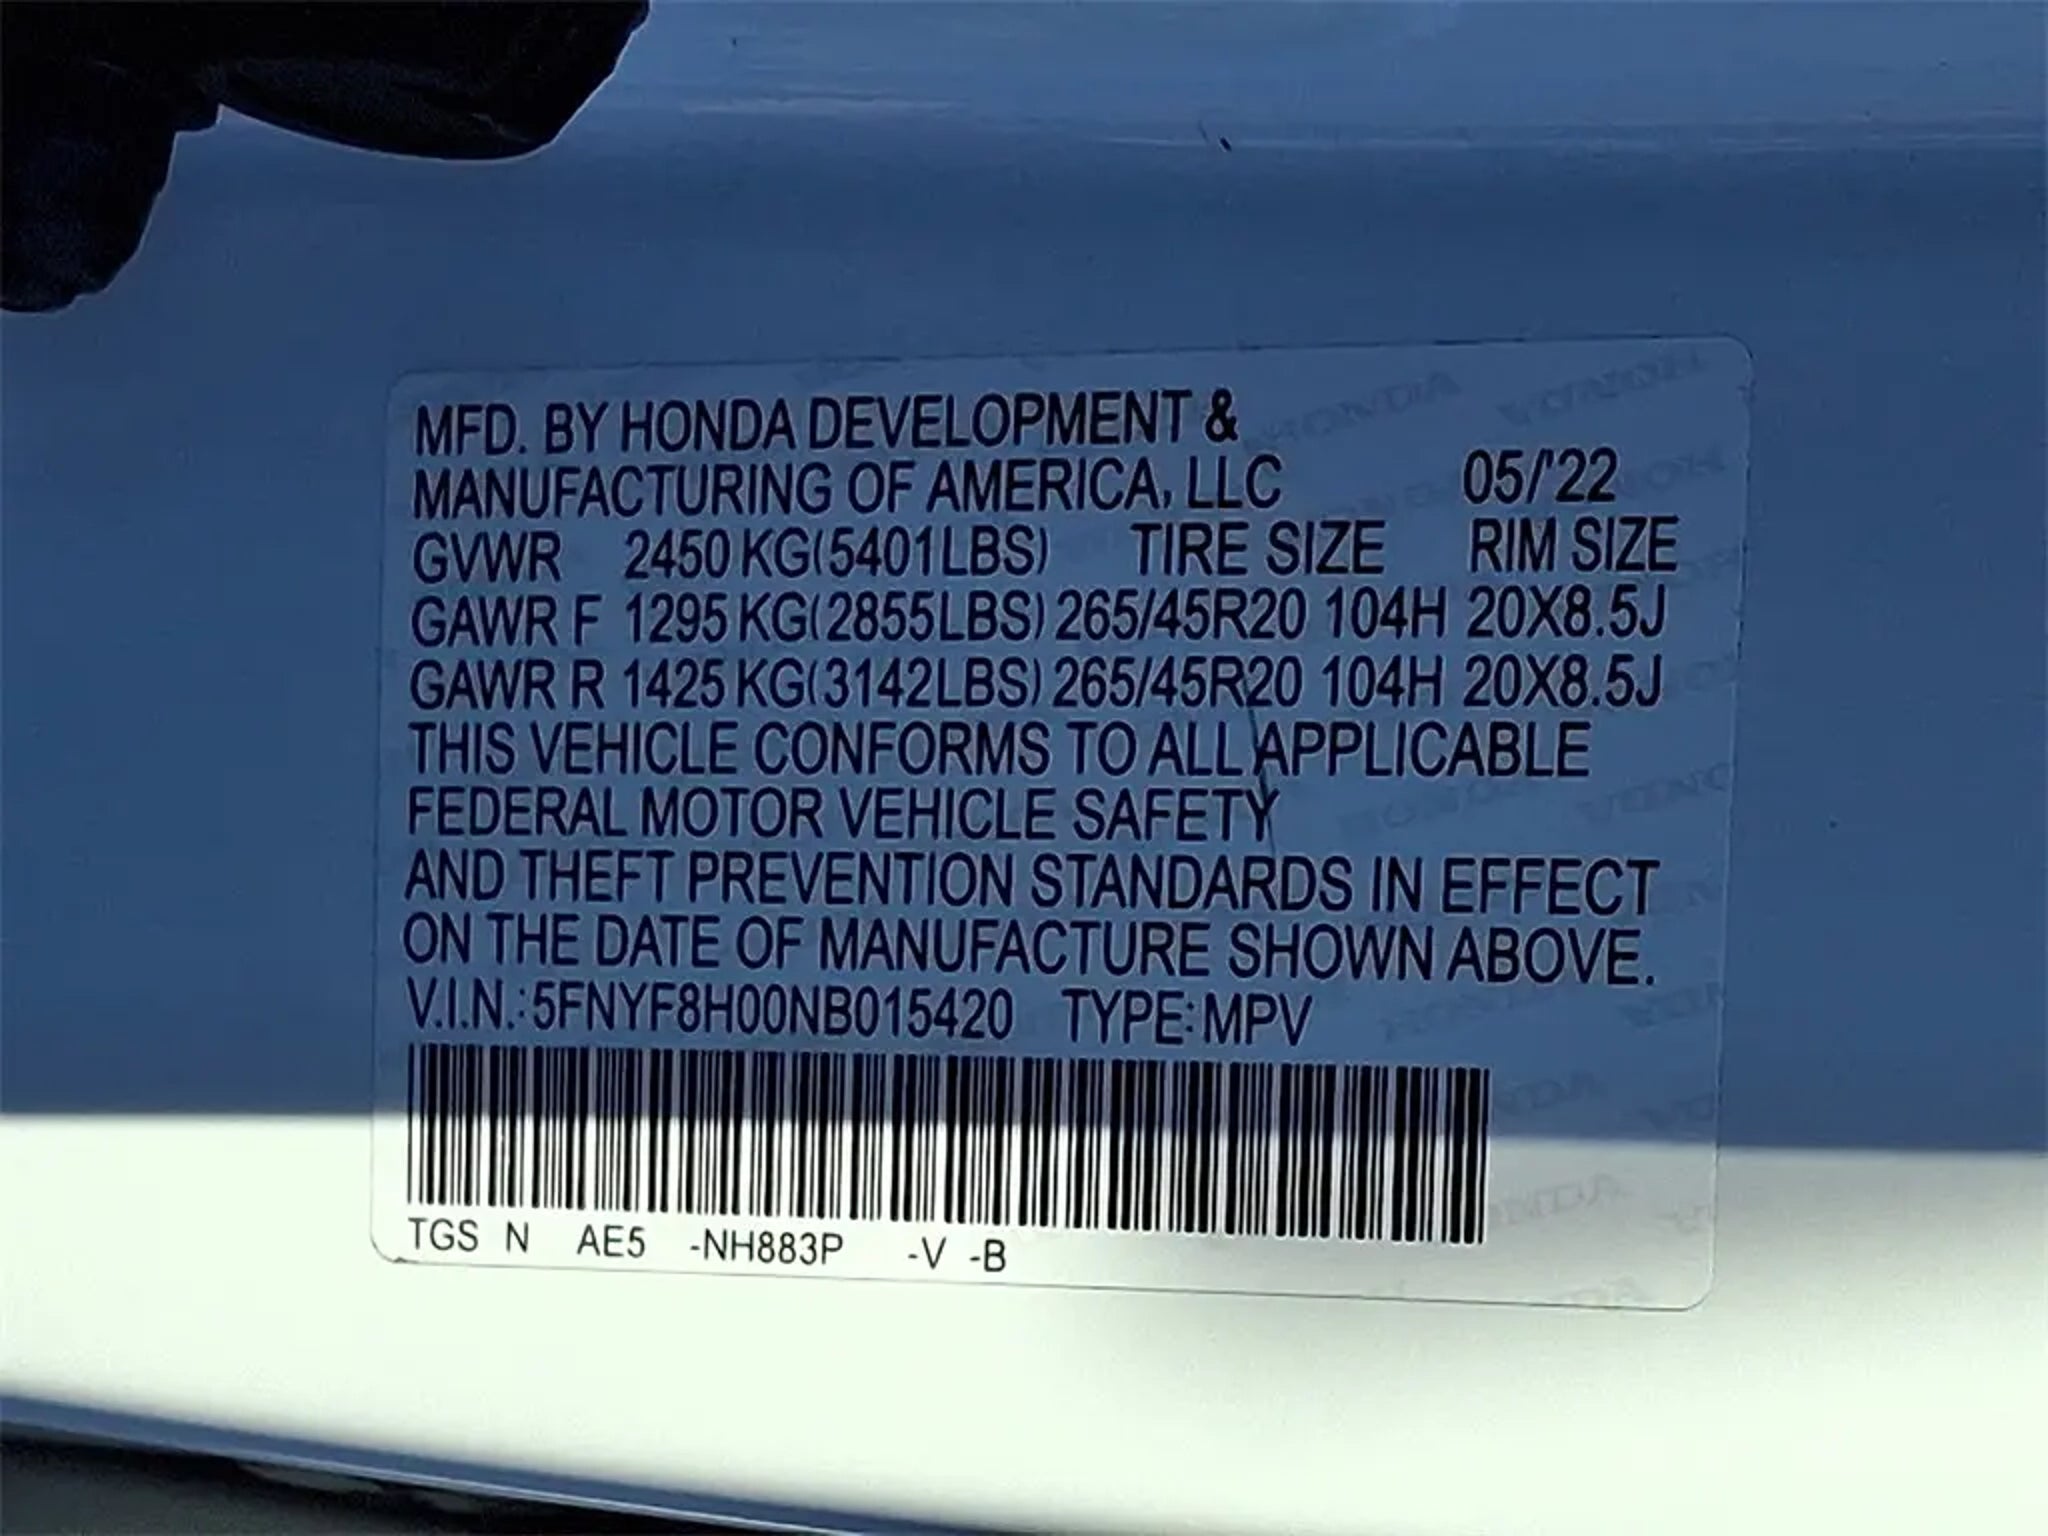 MFD. BY HONDA DEVELOPMENT &
MANUFACTURING OF AMERICA, LLC 05/'22
GVWR 2450 KG(5401LBS) TIRE SIZE RIM SIZE
GAWR F 1295 KG(2855LBS) 265/45R20 104H 20X8.5J
GAWR R 1425 KG(3142LBS) 265/45R20 104H 20X8.5J
THIS VEHICLE CONFORMS TO ALL APPLICABLE
FEDERAL MOTOR VEHICLE SAFETY
AND THEFT PREVENTION STANDARDS IN EFFECT
ON THE DATE OF MANUFACTURE SHOWN ABOVE.
V.I.N.: 5FNYF8H00NB015420 TYPE: MPV
TGS N AE5 -NH883P -V -B